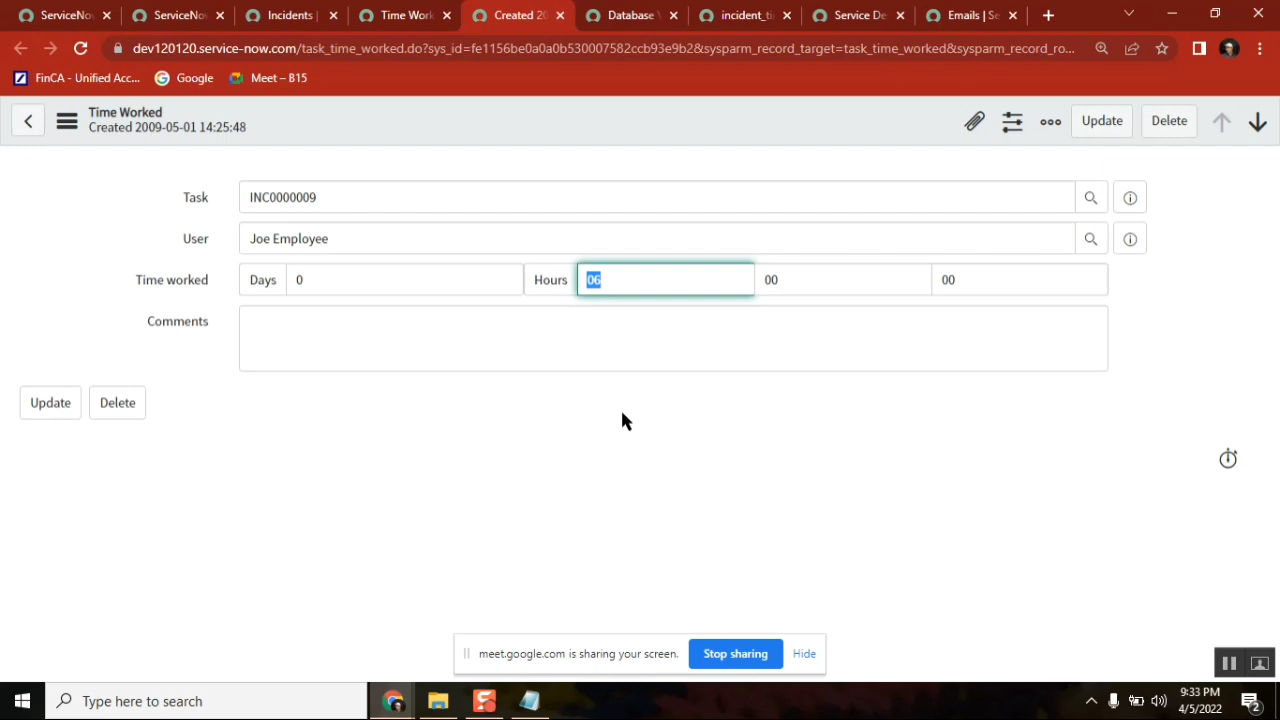 ServiceNo
ServiceNo
Incidents |
Time Work
Created 20
Database V
incident_ti
Service De
Emails | Se
dev120120.service-now.com/task_time_worked.do?sys_id=fe1156be0a0a0b530007582ccb93e9b2&sysparm_record_target=task_time_worked&sysparm_record_ro...
FinCA - Unified Acc...
Google
Meet – B15
Time Worked
Created 2009-05-01 14:25:48
Update
Delete
Task
INC0000009
User
Joe Employee
Time worked
Days
0
Hours
06
00
00
Comments
Update
Delete
meet.google.com is sharing your screen.
Stop sharing
Hide
Type here to search
9:33 PM
4/5/2022
2